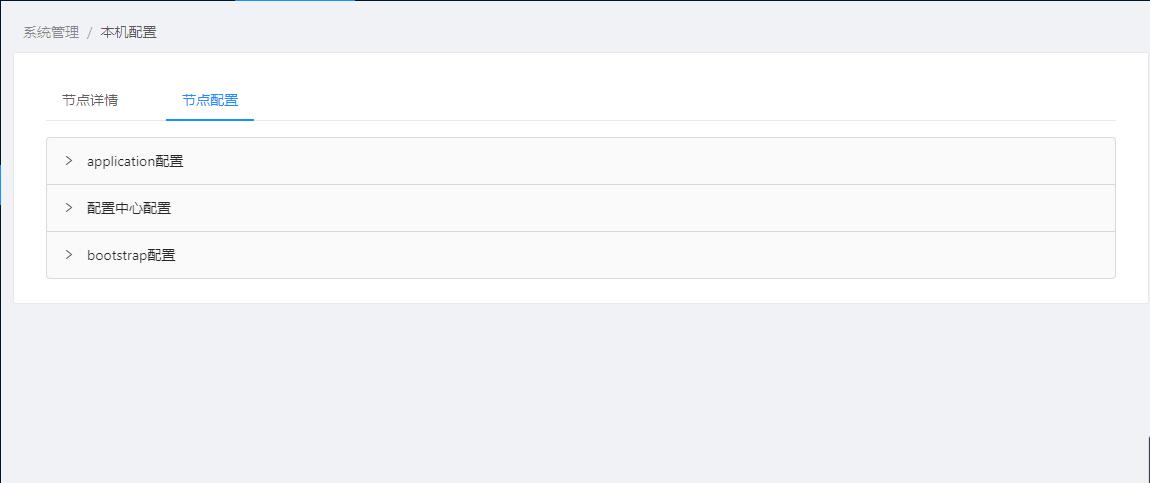 系统管理 / 本机配置
节点详情 节点配置
application配置
配置中心配置
bootstrap配置